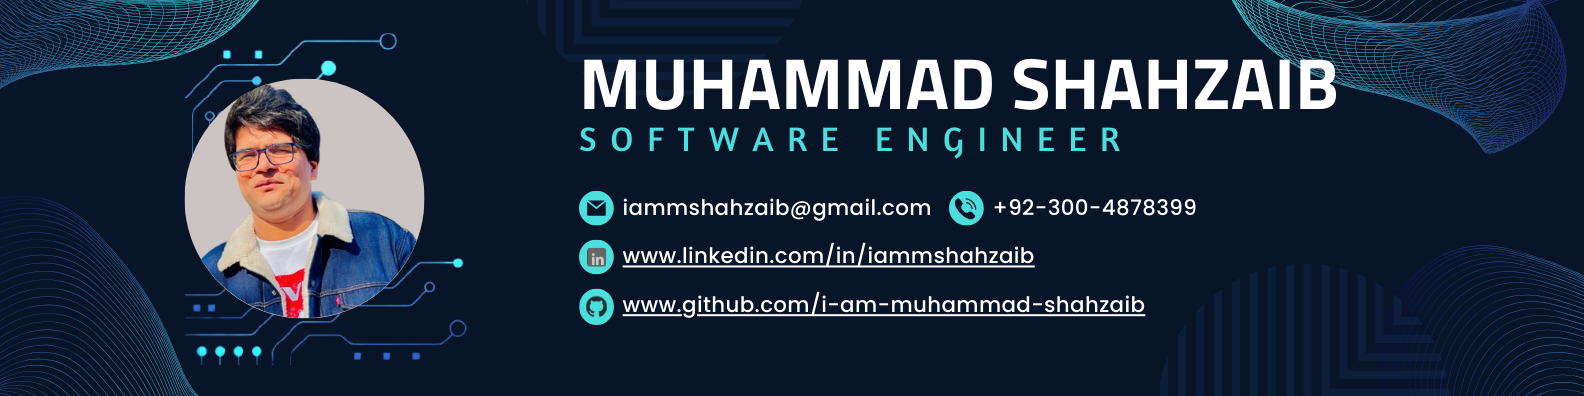 MUHAMMAD SHAHZAIB
SOFTWARE ENGINEER
iammshahzaib@gmail.com +92-300-4878399
www.linkedin.com/in/iammshahzaib
www.github.com/i-am-muhammad-shahzaib